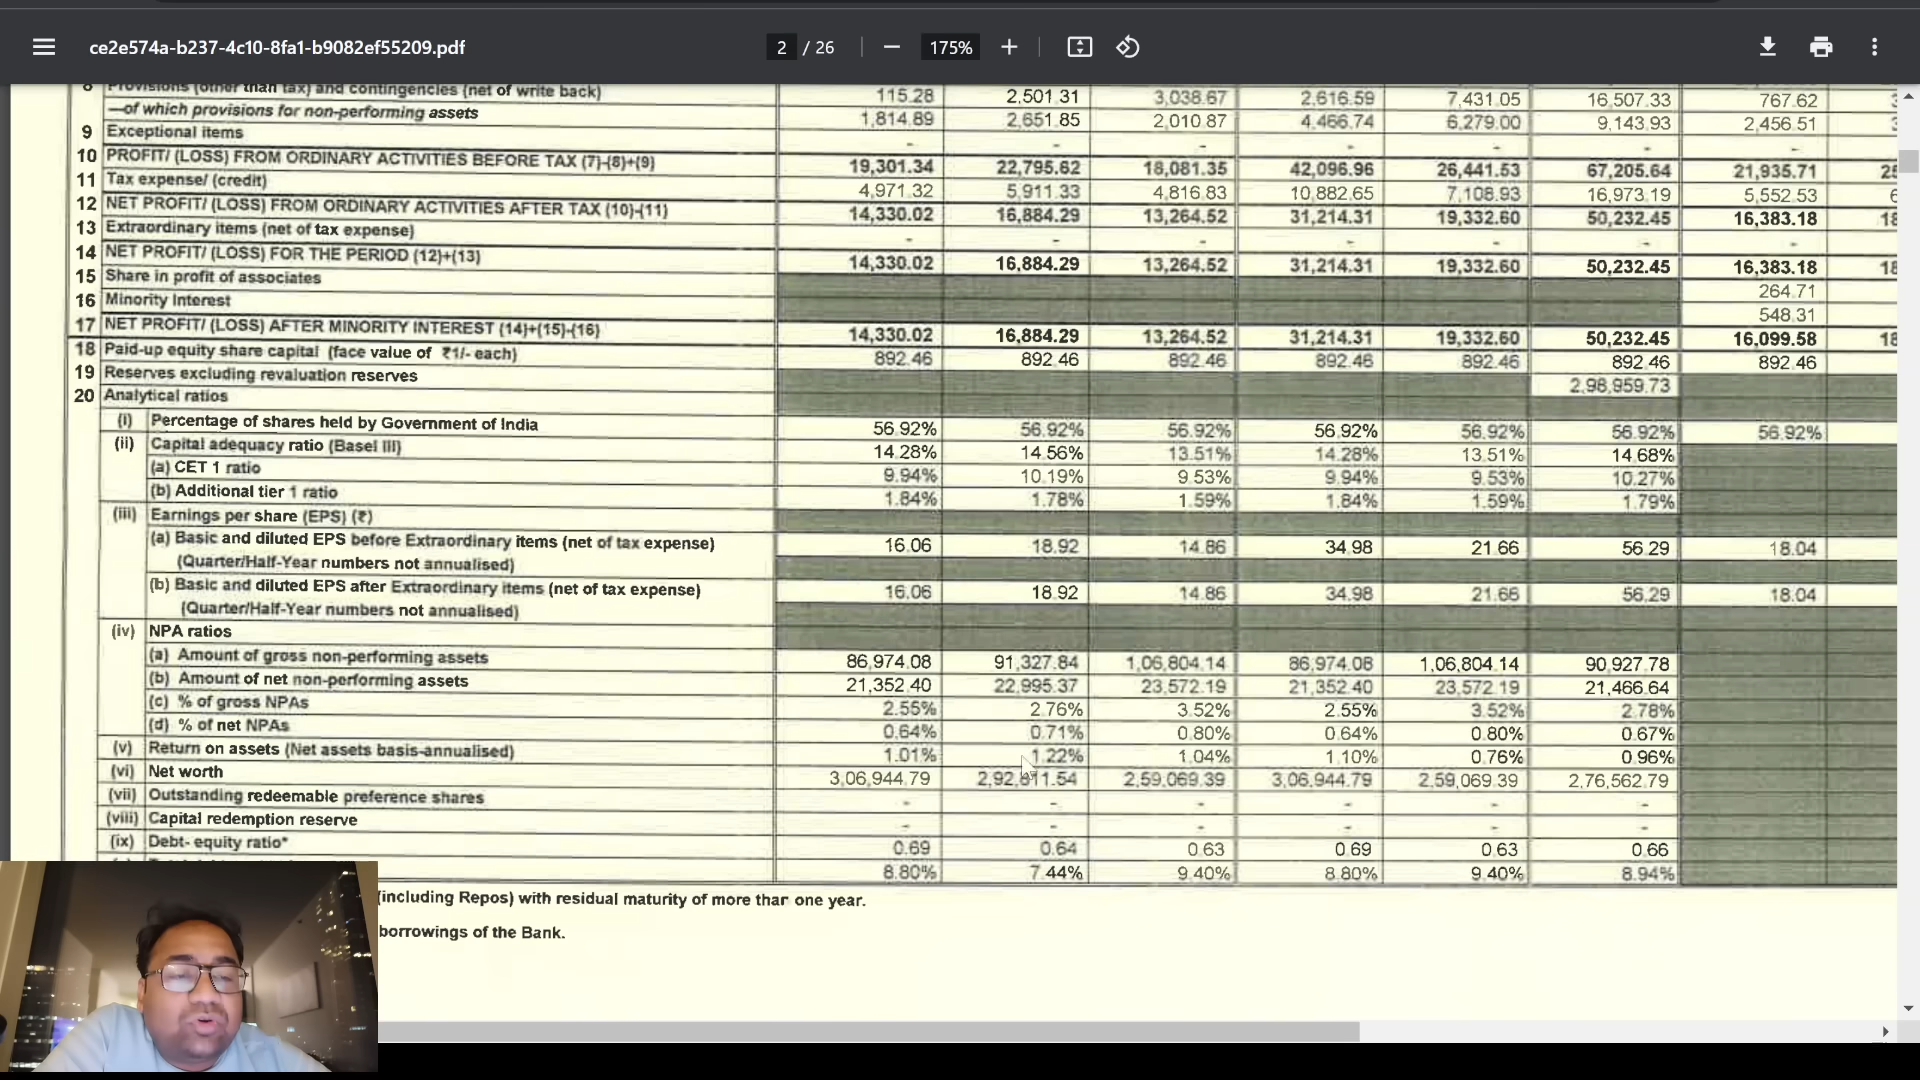 ce2e574a-b237-4c10-8fa1-b9082ef55209.pdf 2 / 26 175%
8 Provisions (other than tax) and contingencies (net of write back) 115.28 2,501.31 3,038.67 2,616.59 7,431.05 16,507.33 767.62
—of which provisions for non-performing assets 1,814.89 2,651.85 2,010.87 4,466.74 6,279.00 9,143.93 2,456.51
9 Exceptional items - - - - - - -
10 PROFIT/ (LOSS) FROM ORDINARY ACTIVITIES BEFORE TAX (7)-(8)+(9) 19,301.34 22,795.62 18,081.35 42,096.96 26,441.53 67,205.64 21,935.71
11 Tax expense/ (credit) 4,971.32 5,911.33 4,816.83 10,882.65 7,108.93 16,973.19 5,552.53
12 NET PROFIT/ (LOSS) FROM ORDINARY ACTIVITIES AFTER TAX (10)-(11) 14,330.02 16,884.29 13,264.52 31,214.31 19,332.60 50,232.45 16,383.18
13 Extraordinary items (net of tax expense) - - - - - - -
14 NET PROFIT/ (LOSS) FOR THE PERIOD (12)+(13) 14,330.02 16,884.29 13,264.52 31,214.31 19,332.60 50,232.45 16,383.18
15 Share in profit of associates 264.71
16 Minority Interest 548.31
17 NET PROFIT/ (LOSS) AFTER MINORITY INTEREST (14)+(15)-(16) 14,330.02 16,884.29 13,264.52 31,214.31 19,332.60 50,232.45 16,099.58
18 Paid-up equity share capital (face value of ₹1/- each) 892.46 892.46 892.46 892.46 892.46 892.46 892.46
19 Reserves excluding revaluation reserves 2,98,959.73
20 Analytical ratios
(i) Percentage of shares held by Government of India 56.92% 56.92% 56.92% 56.92% 56.92% 56.92% 56.92%
(ii) Capital adequacy ratio (Basel III) 14.28% 14.56% 13.51% 14.28% 13.51% 14.68%
(a) CET 1 ratio 9.94% 10.19% 9.53% 9.94% 9.53% 10.27%
(b) Additional tier 1 ratio 1.84% 1.78% 1.59% 1.84% 1.59% 1.79%
(iii) Earnings per share (EPS) (₹)
(a) Basic and diluted EPS before Extraordinary items (net of tax expense) 16.06 18.92 14.86 34.98 21.66 56.29 18.04
(Quarter/Half-Year numbers not annualised)
(b) Basic and diluted EPS after Extraordinary items (net of tax expense) 16.06 18.92 14.86 34.98 21.66 56.29 18.04
(Quarter/Half-Year numbers not annualised)
(iv) NPA ratios
(a) Amount of gross non-performing assets 86,974.08 91,327.84 1,06,804.14 86,974.08 1,06,804.14 90,927.78
(b) Amount of net non-performing assets 21,352.40 22,995.37 23,572.19 21,352.40 23,572.19 21,466.64
(c) % of gross NPAs 2.55% 2.76% 3.52% 2.55% 3.52% 2.78%
(d) % of net NPAs 0.64% 0.71% 0.80% 0.64% 0.80% 0.67%
(v) Return on assets (Net assets basis-annualised) 1.01% 1.22% 1.04% 1.10% 0.76% 0.96%
(vi) Net worth 3,06,944.79 2,59,069.39 3,06,944.79 2,59,069.39 2,76,562.79
(vii) Outstanding redeemable preference shares - - - - - -
(viii) Capital redemption reserve - - - - - -
(ix) Debt- equity ratio* 0.69 0.64 0.63 0.69 0.63 0.66
8.80% 7.44% 9.40% 8.80% 9.40% 8.94%
(including Repos) with residual maturity of more than one year.
borrowings of the Bank.